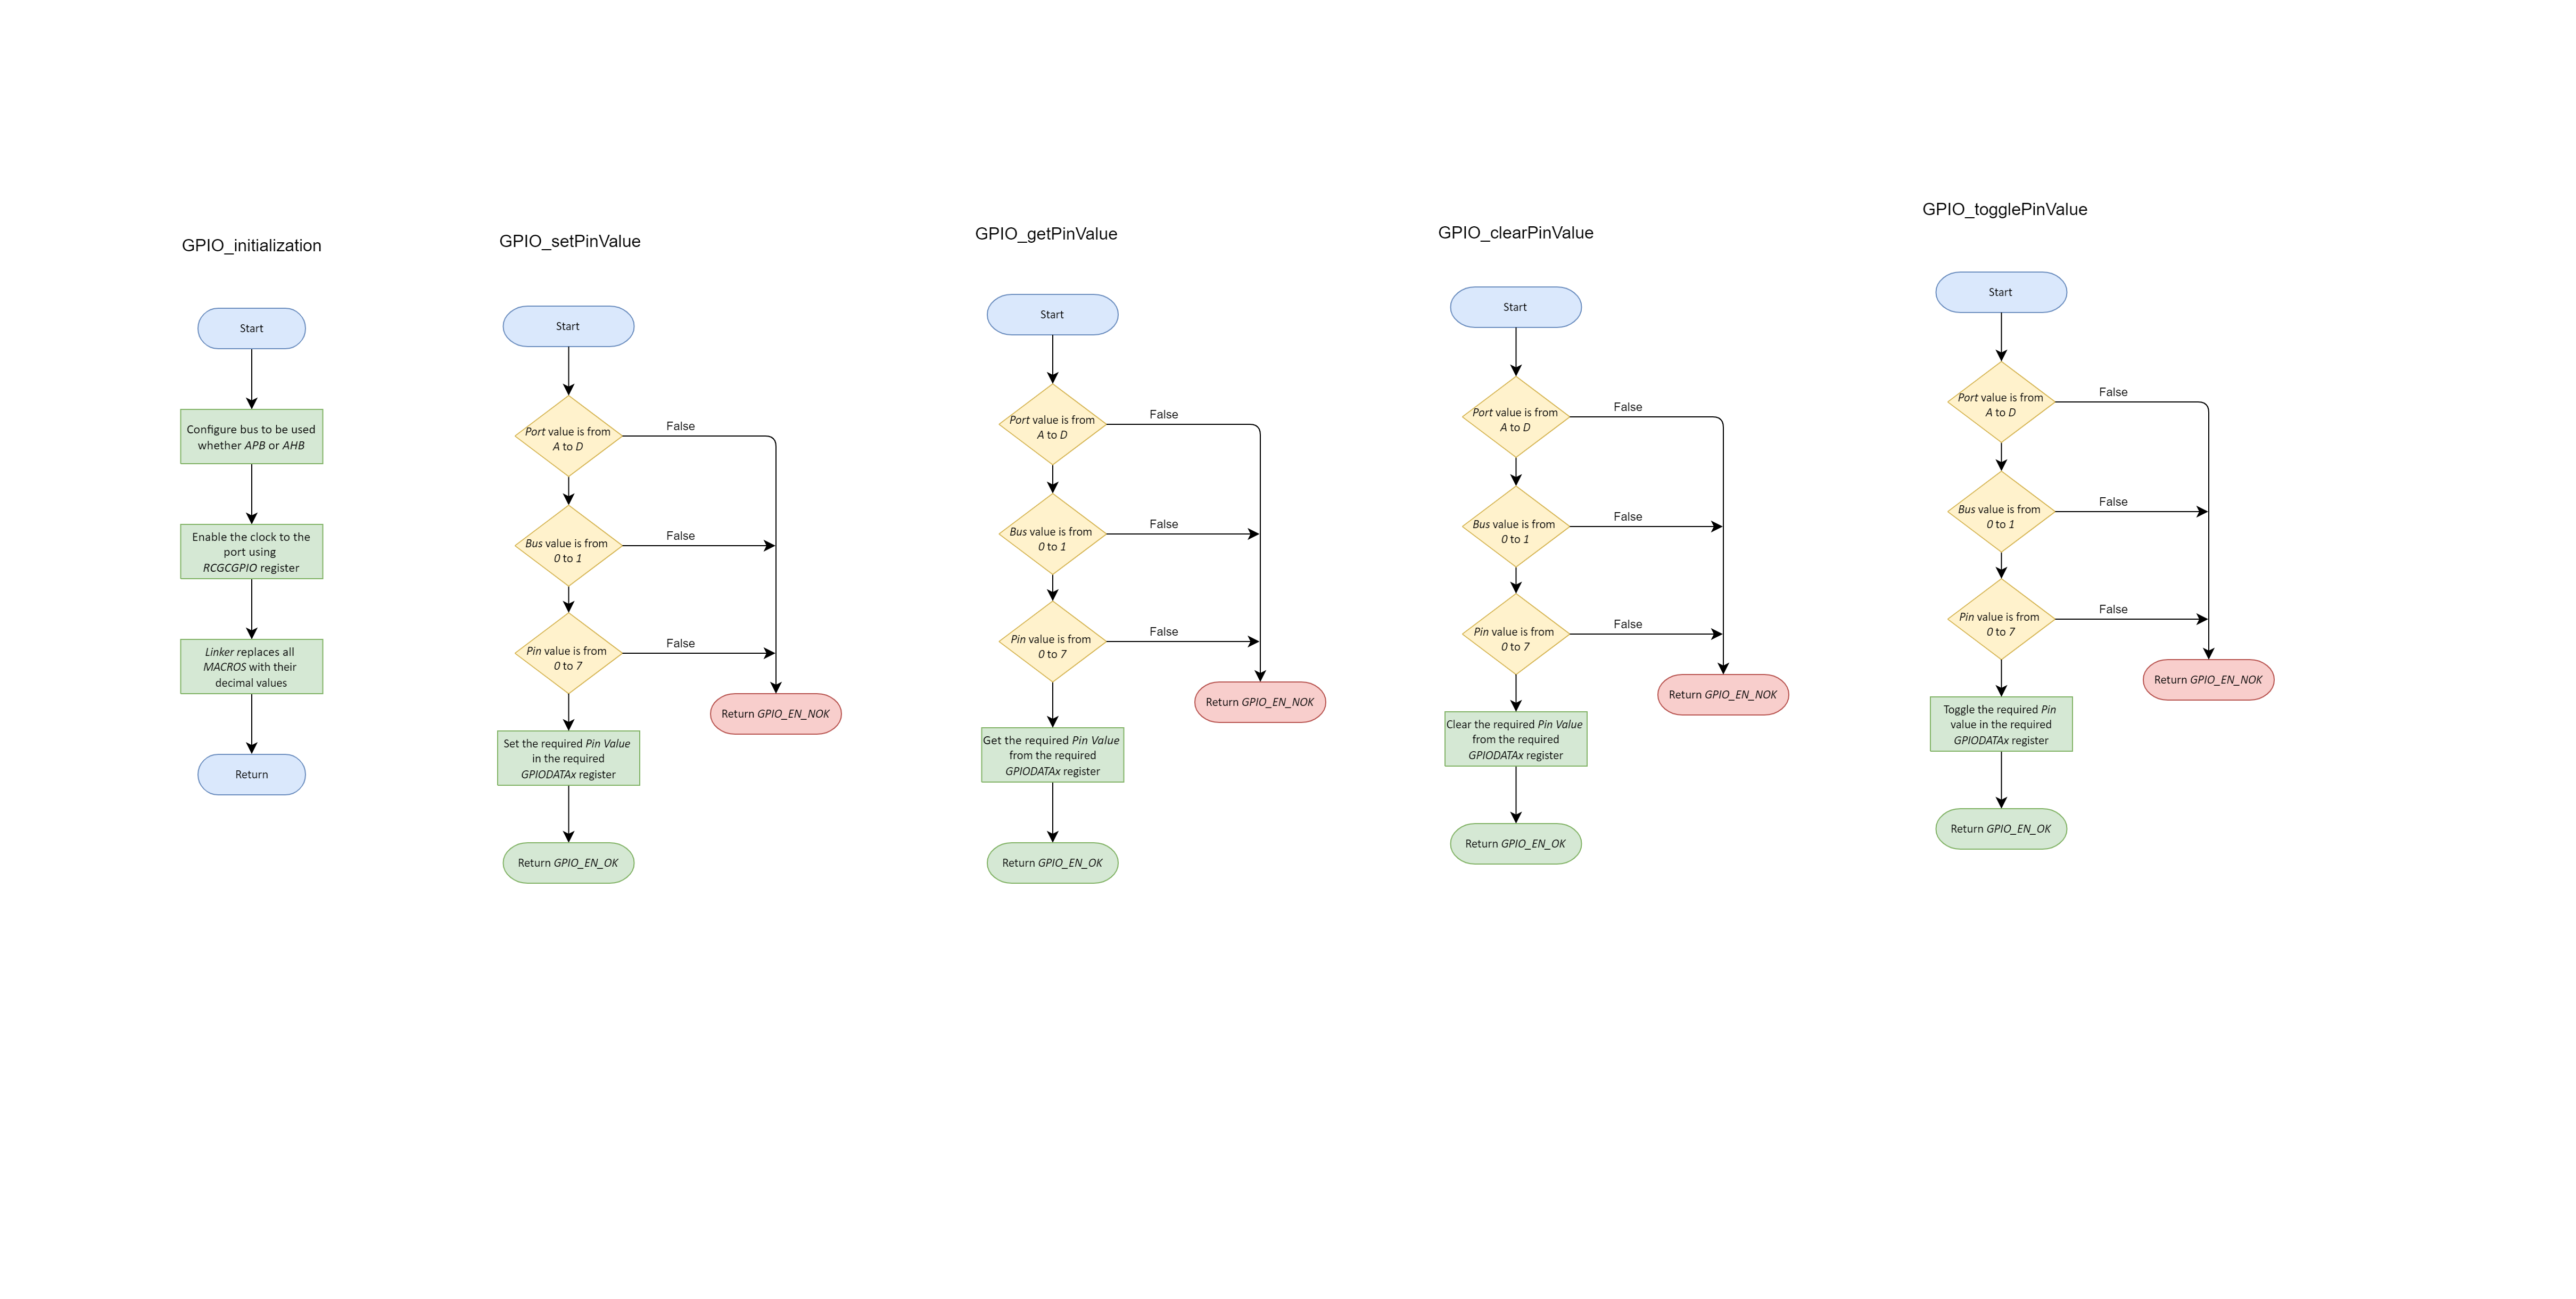 GPIO_initialization
Start
Configure bus to be used
whether APB or AHB
Enable the clock to the
port using
RCGCGPIO register
Linker replaces all
MACROS with their
decimal values
Return
GPIO_setPinValue
Start
Port value is from
A to D
False
Bus value is from
0 to 1
False
Pin value is from
0 to 7
False
Return GPIO_EN_NOK
Set the required Pin Value
in the required
GPIODATAx register
Return GPIO_EN_OK
GPIO_getPinValue
Start
Port value is from
A to D
False
Bus value is from
0 to 1
False
Pin value is from
0 to 7
False
Return GPIO_EN_NOK
Get the required Pin Value
from the required
GPIODATAx register
Return GPIO_EN_OK
GPIO_clearPinValue
Start
Port value is from
A to D
False
Bus value is from
0 to 1
False
Pin value is from
0 to 7
False
Return GPIO_EN_NOK
Clear the required Pin Value
from the required
GPIODATAx register
Return GPIO_EN_OK
GPIO_togglePinValue
Start
Port value is from
A to D
False
Bus value is from
0 to 1
False
Pin value is from
0 to 7
False
Return GPIO_EN_NOK
Toggle the required Pin
value in the required
GPIODATAx register
Return GPIO_EN_OK